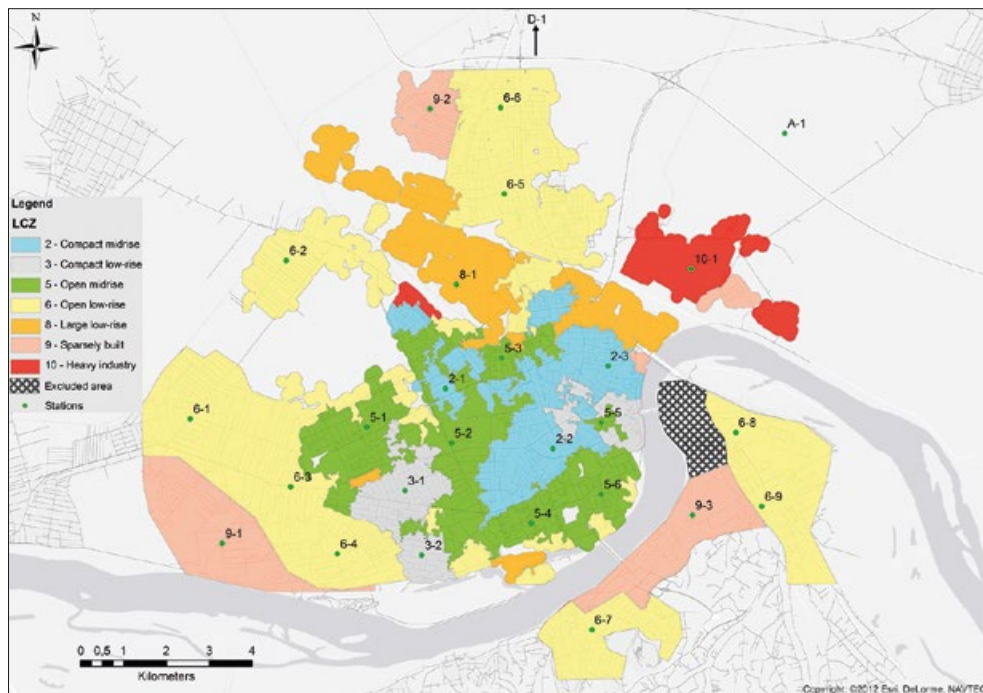 N
D-1
9-2
6-6
A-1
6-5
Legend
LCZ
2 - Compact midrise
3 - Compact low-rise
5 - Open midrise
6 - Open low-rise
8 - Large low-rise
9 - Sparsely built
10 - Heavy industry
Excluded area
Stations
6-2
8-1
10-1
5-3
2-3
2-1
6-1
5-1
5-5
5-2
2-2
6-8
6-3
3-1
5-6
6-9
9-3
5-4
9-1
6-4
3-2
6-7
0 0,5 1 2 3 4
Kilometers
Copyright: ©2012 Esri, DeLorme, NAVTEQ